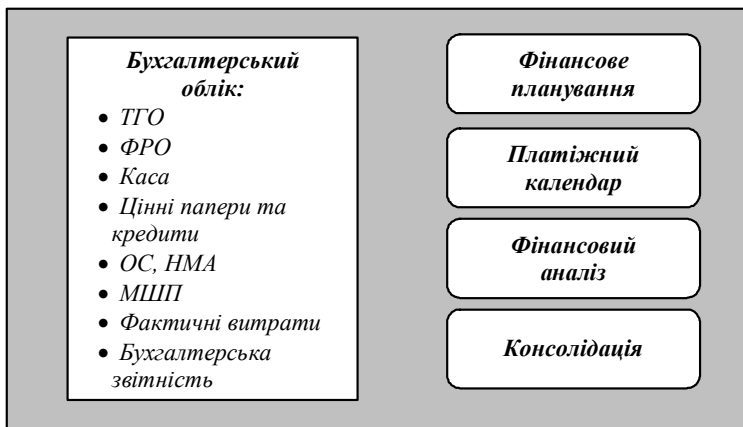 Бухгалтерський
облік:
• ТГО
• ФРО
• Каса
• Цінні папери та
кредити
• ОС, НМА
• МШП
• Фактичні витрати
• Бухгалтерська
звітність
Фінансове
планування
Платіжний
календар
Фінансовий
аналіз
Консолідація